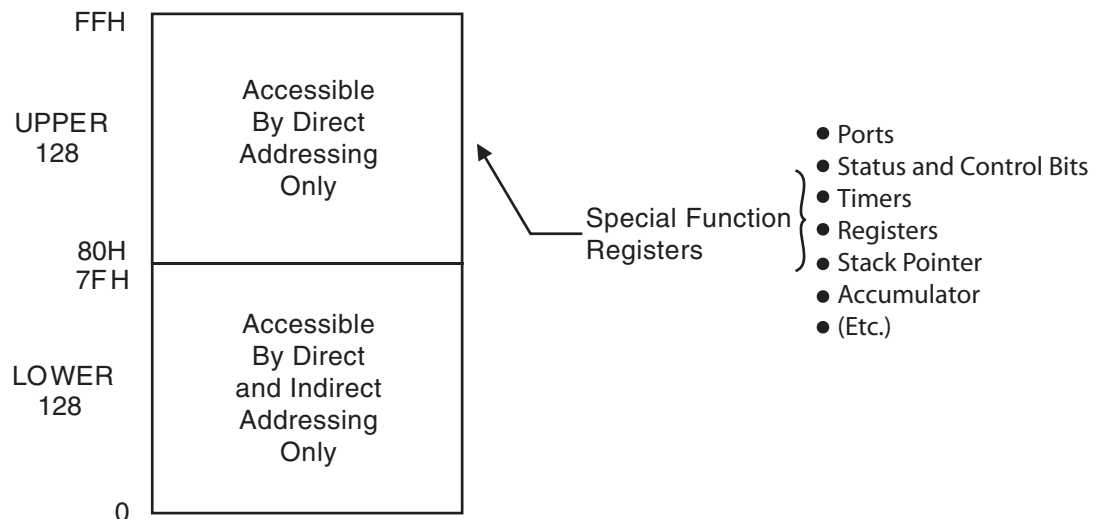 FFH
UPPER
128
80H
7FH
LOWER
128
0
Accessible
By Direct
Addressing
Only
Accessible
By Direct
and Indirect
Addressing
Only
Special Function
Registers
● Ports
● Status and Control Bits
● Timers
● Registers
● Stack Pointer
● Accumulator
● (Etc.)